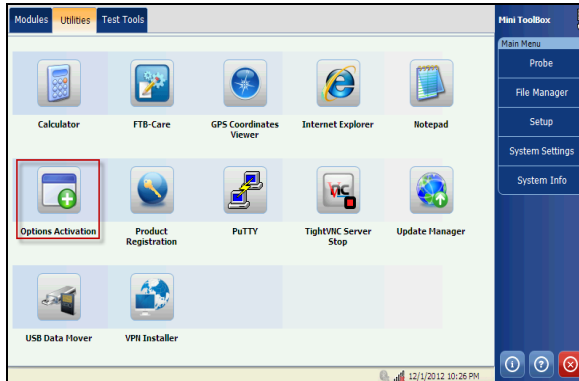 Modules Utilities Test Tools
Mini ToolBox
Main Menu
Probe
File Manager
Setup
System Settings
System Info
Calculator
FTB-Care
GPS Coordinates
Viewer
Internet Explorer
Notepad
Options Activation
Product
Registration
PuTTY
TightVNC Server
Stop
Update Manager
USB Data Mover
VPN Installer
12/1/2012 10:26 PM